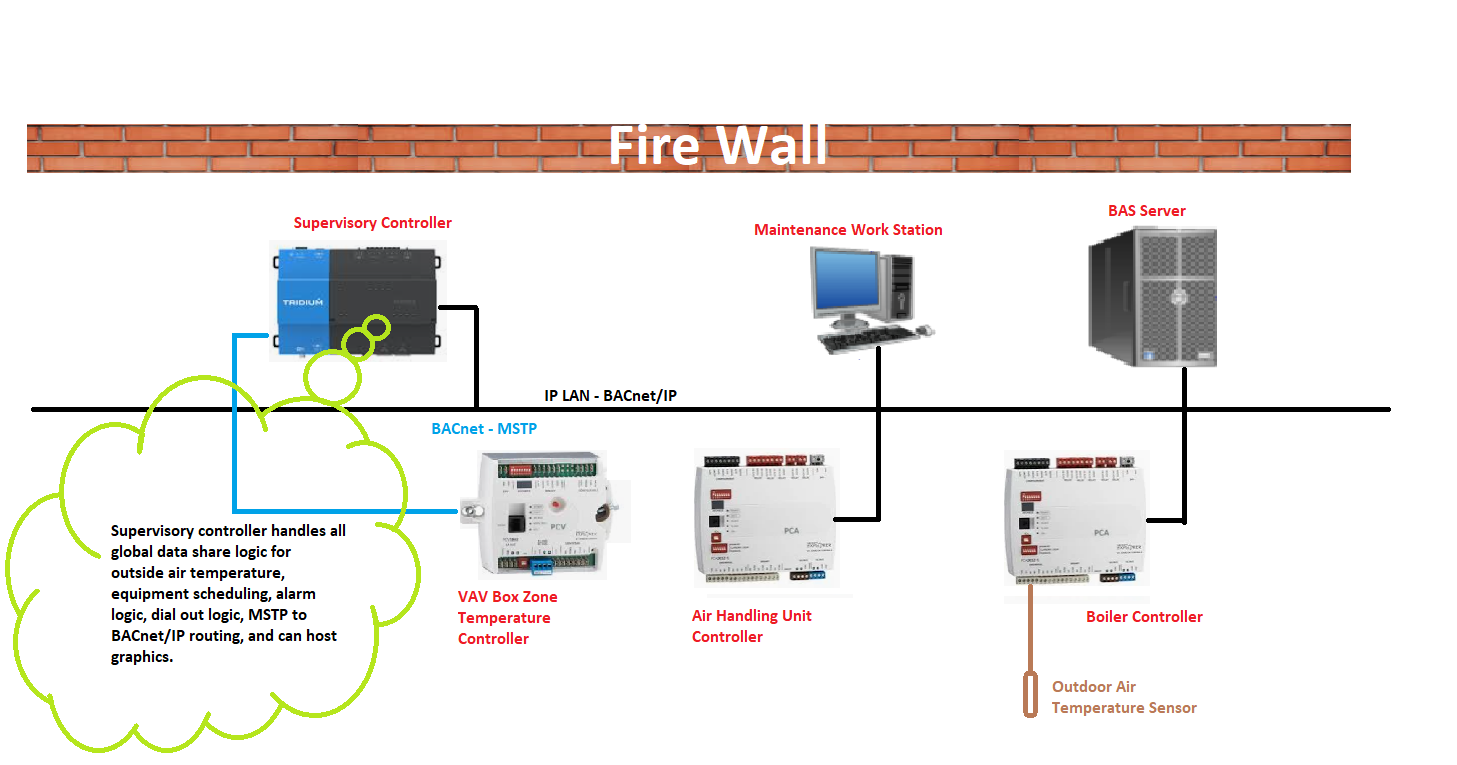 Fire Wall
Supervisory Controller
Maintenance Work Station
BAS Server
TRIDIUM
IP LAN - BACnet/IP
BACnet - MSTP
PCV
PCA
PCA
Supervisory controller handles all
global data share logic for
outside air temperature,
equipment scheduling, alarm
logic, dial out logic, MSTP to
BACnet/IP routing, and can host
graphics.
VAV Box Zone
Temperature
Controller
Air Handling Unit
Controller
Boiler Controller
Outdoor Air
Temperature Sensor